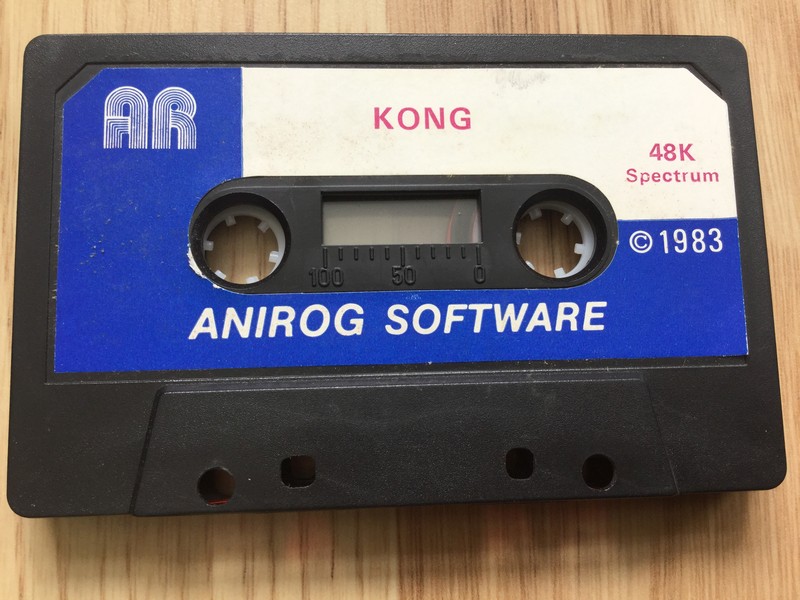 AR
KONG
48K
Spectrum
© 1983
100 50 0
ANIROG SOFTWARE